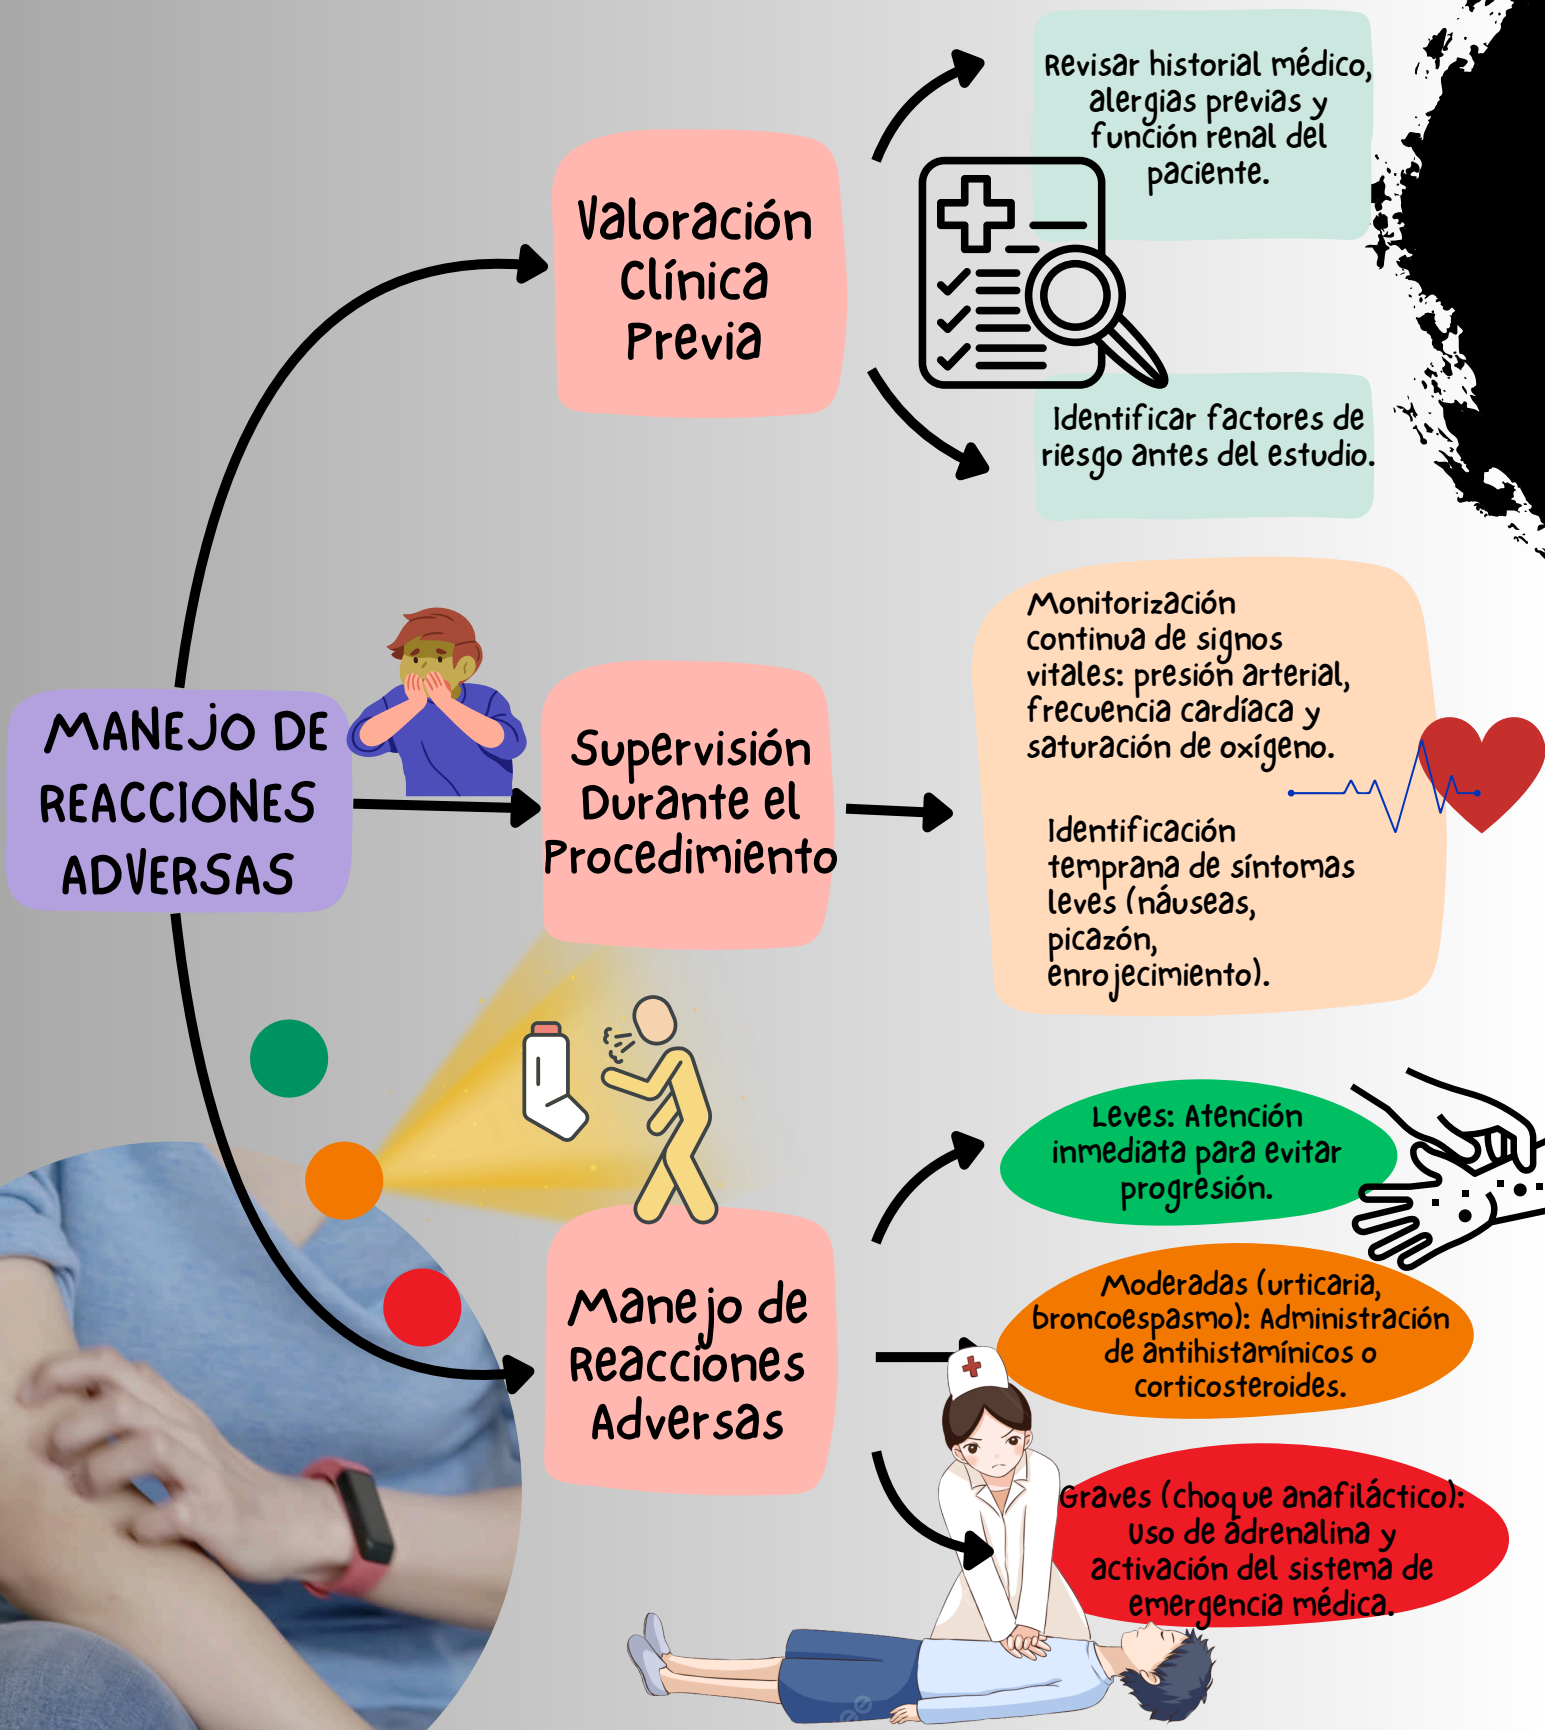 Revisar historial médico,
alergias previas y
función renal del
paciente.
Valoración
Clínica
Previa
Identificar factores de
riesgo antes del estudio.
MANEJO DE
REACCIONES
ADVERSAS
Supervisión
Durante el
Procedimiento
Monitorización
continua de signos
vitales: presión arterial,
frecuencia cardíaca y
saturación de oxígeno.
Identificación
temprana de síntomas
leves (náuseas,
picazón,
enrojecimiento).
Manejo de
Reacciones
Adversas
Leves: Atención
inmediata para evitar
progresión.
Moderadas (urticaria,
broncoespasmo): Administración
de antihistamínicos o
corticosteroides.
Graves (choque anafiláctico):
Uso de adrenalina y
activación del sistema de
emergencia médica.